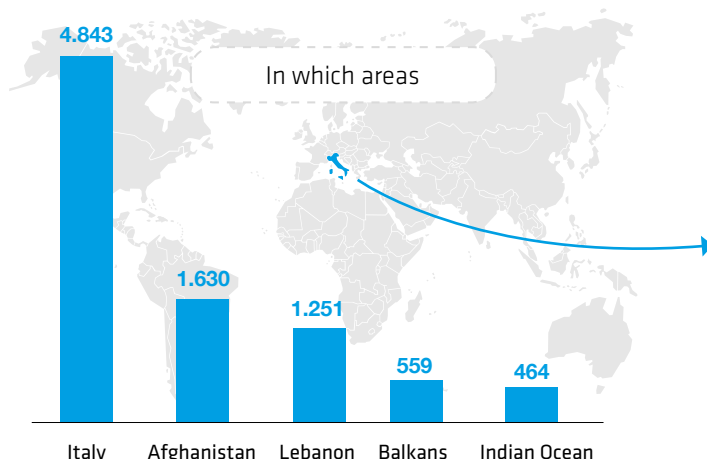 In which areas
4.843
1.630
1.251
559
464
Italy
Afghanistan
Lebanon
Balkans
Indian Ocean